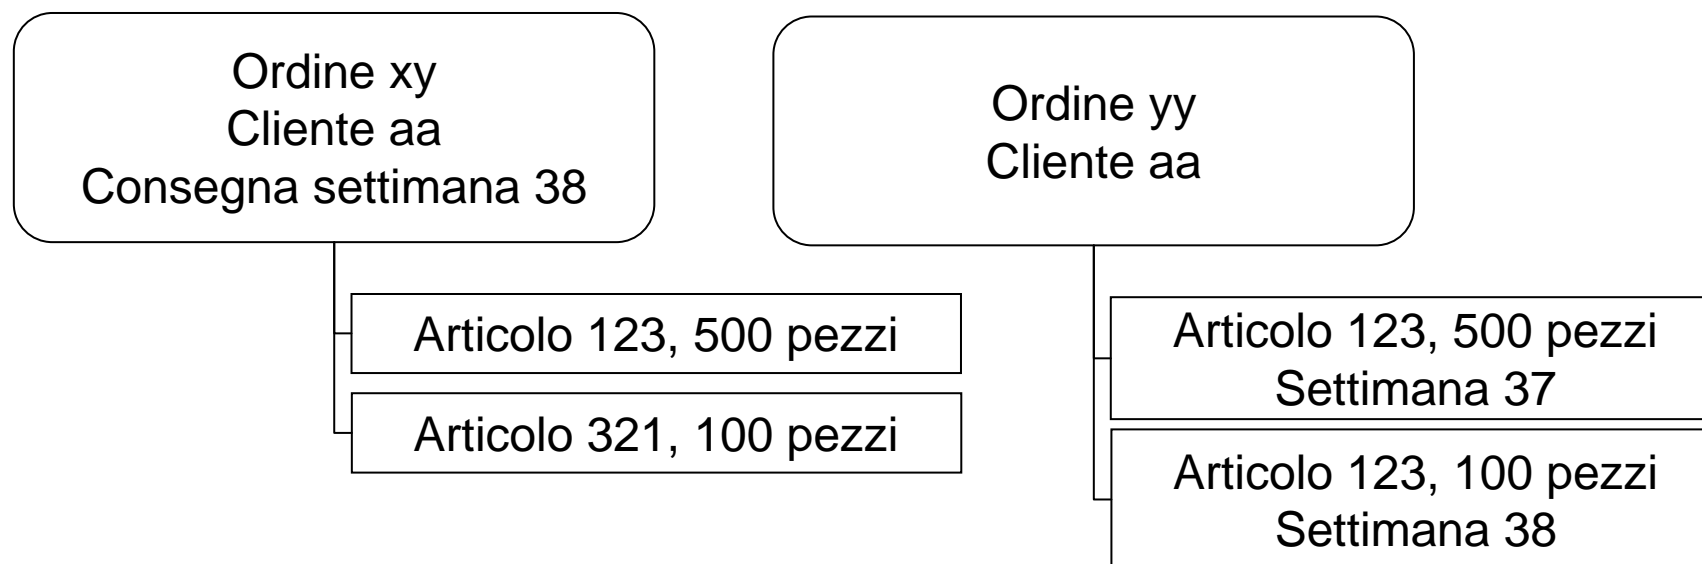 Ordine xy
Cliente aa
Consegna settimana 38
Articolo 123, 500 pezzi
Articolo 321, 100 pezzi
Ordine yy
Cliente aa
Articolo 123, 500 pezzi
Settimana 37
Articolo 123, 100 pezzi
Settimana 38